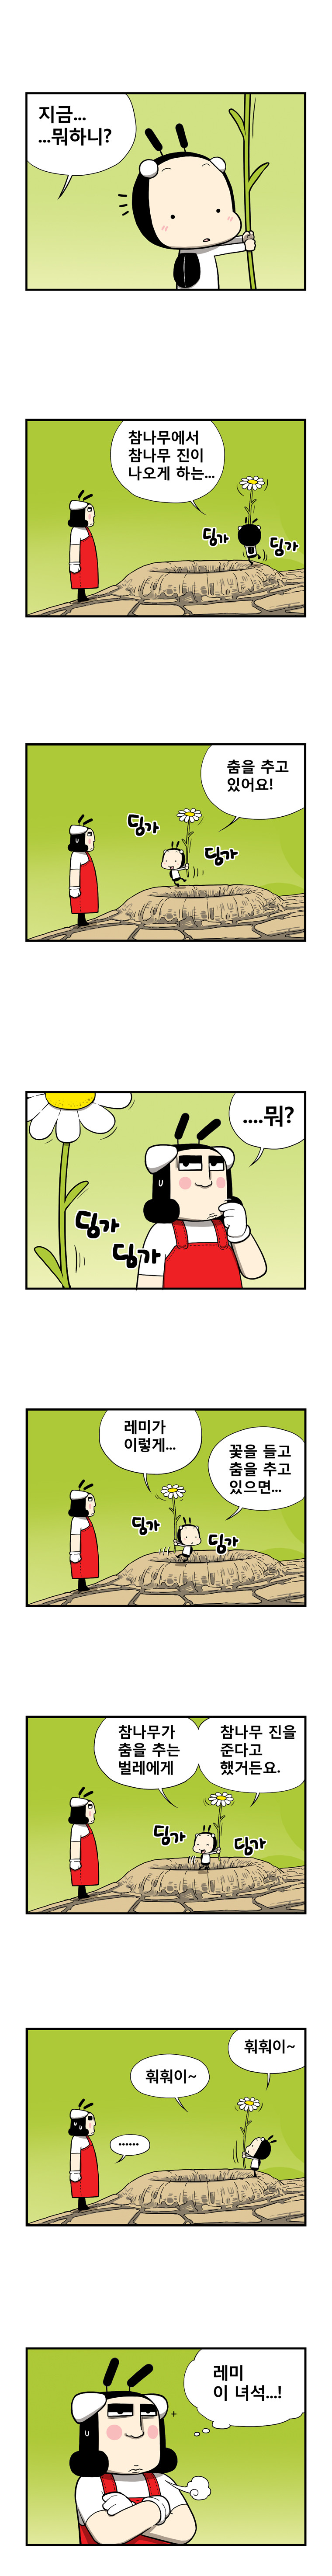 지금...
...뭐하니?
참나무에서
참나무 진이
나오게 하는...
딩가
딩가
춤을 추고
있어요!
딩가
딩가
....뭐?
딩가
딩가
레미가
이렇게...
꽃을 들고
춤을 추고
있으면...
딩가
딩가
참나무가
춤을 추는
벌레에게
참나무 진을
준다고
했거든요.
딩가
딩가
훠훠이~
훠훠이~
......
레미
이 녀석...!